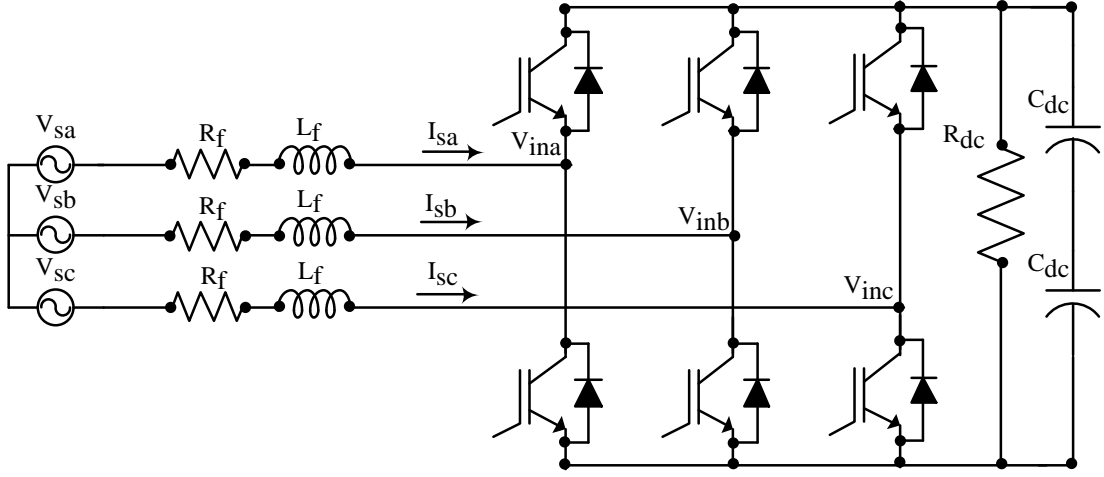 Vsa
Rf
Lf
Isa
Vina
Rdc
Cdc
Vsb
Rf
Lf
Isb
Vinb
Vsc
Rf
Lf
Isc
Vinc
Cdc